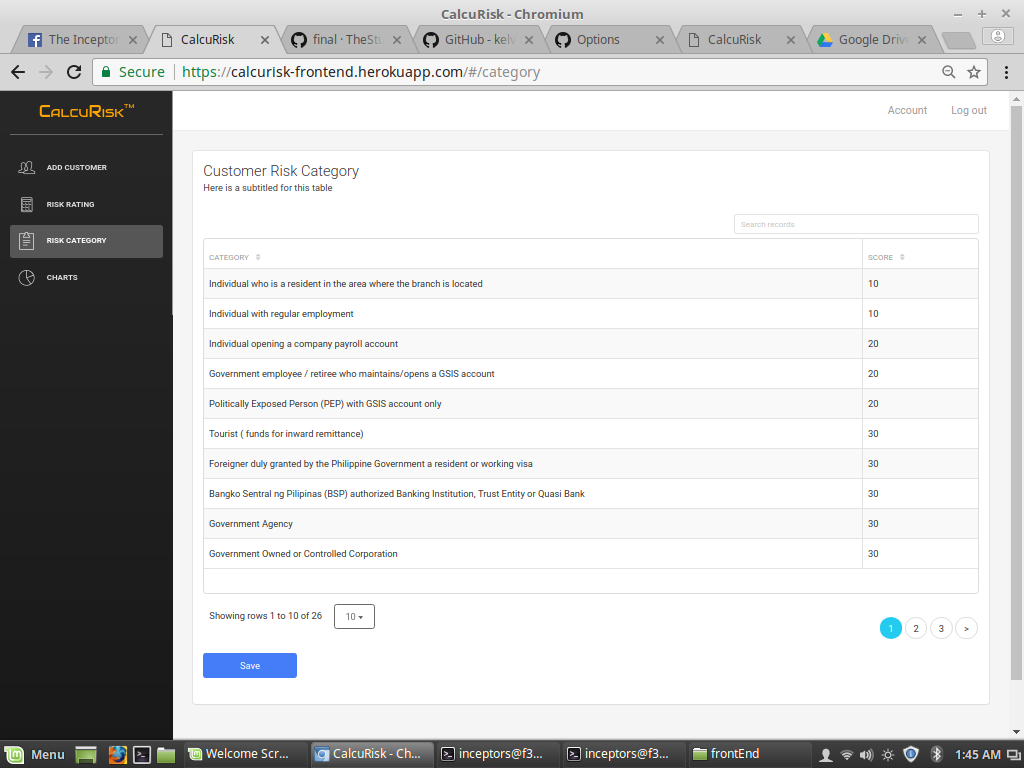 CalcuRisk - Chromium
The Inceptor
CalcuRisk
final · TheStu
GitHub - kelv
Options
CalcuRisk
Google Drive
Secure
https://calcurisk-frontend.herokuapp.com/#/category
CALCURISK™
Account
Log out
ADD CUSTOMER
RISK RATING
RISK CATEGORY
CHARTS
Customer Risk Category
Here is a subtitled for this table
Search records
CATEGORY SCORE
Individual who is a resident in the area where the branch is located 10
Individual with regular employment 10
Individual opening a company payroll account 20
Government employee / retiree who maintains/opens a GSIS account 20
Politically Exposed Person (PEP) with GSIS account only 20
Tourist ( funds for inward remittance) 30
Foreigner duly granted by the Philippine Government a resident or working visa 30
Bangko Sentral ng Pilipinas (BSP) authorized Banking Institution, Trust Entity or Quasi Bank 30
Government Agency 30
Government Owned or Controlled Corporation 30
Showing rows 1 to 10 of 26 10
1 2 3 >
Save
Menu
Welcome Scr...
CalcuRisk - Ch...
inceptors@f3...
inceptors@f3...
frontEnd
1:45 AM